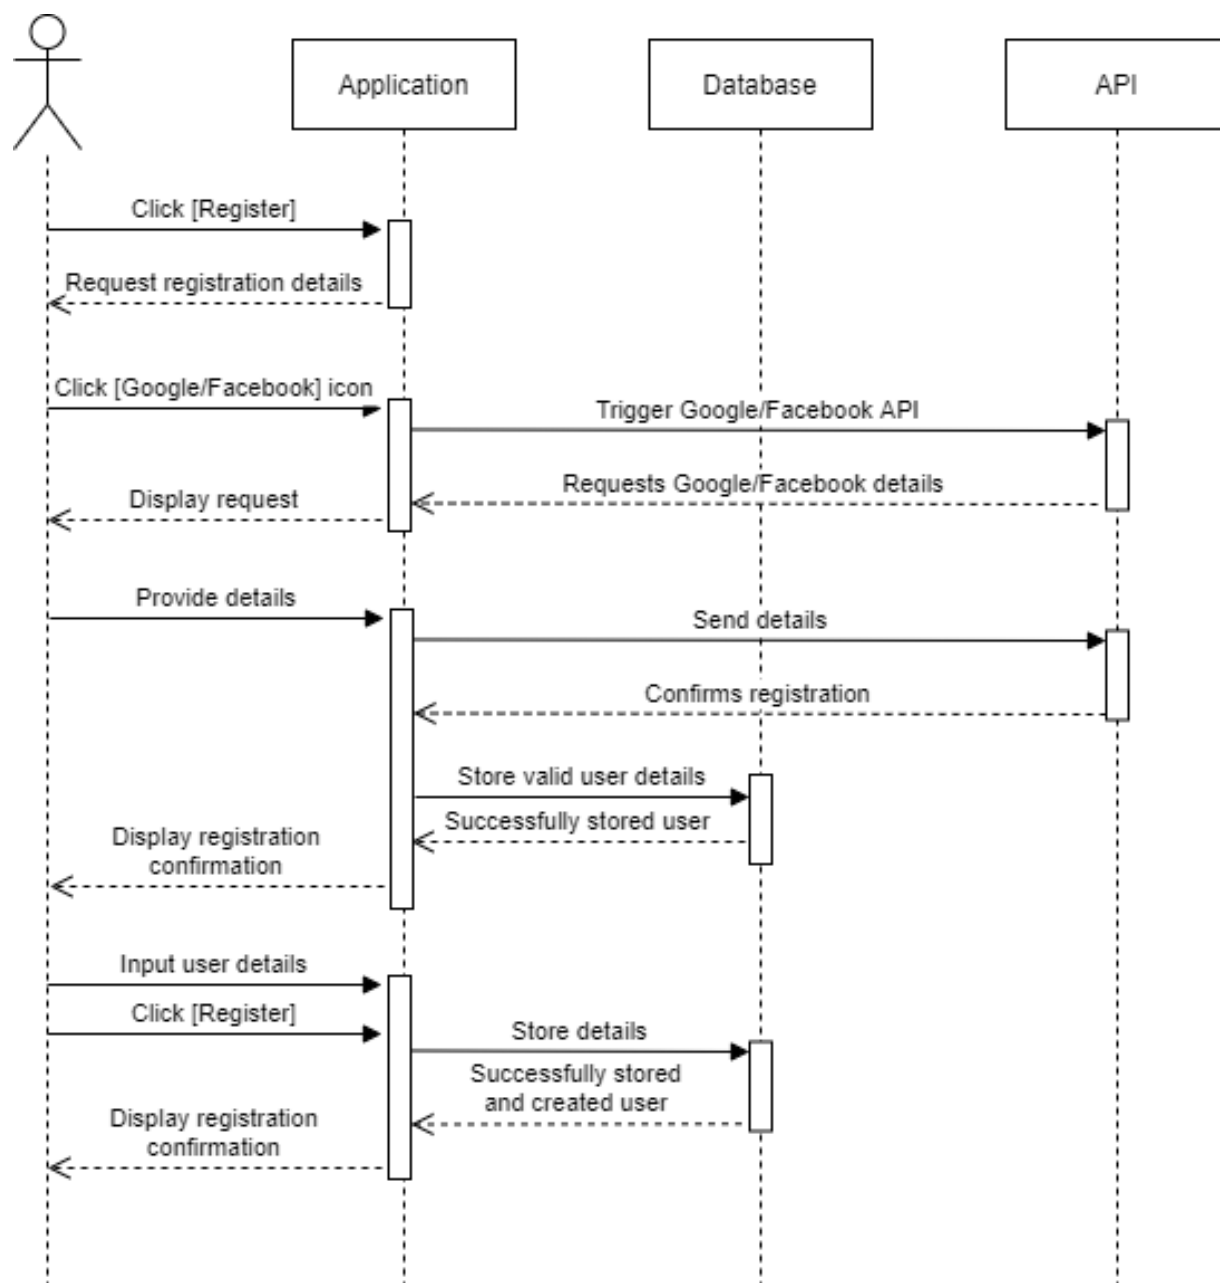 Application
Database
API
Click [Register]
Request registration details
Click [Google/Facebook] icon
Trigger Google/Facebook API
Requests Google/Facebook details
Display request
Provide details
Send details
Confirms registration
Store valid user details
Successfully stored user
Display registration
confirmation
Input user details
Click [Register]
Store details
Successfully stored
and created user
Display registration
confirmation